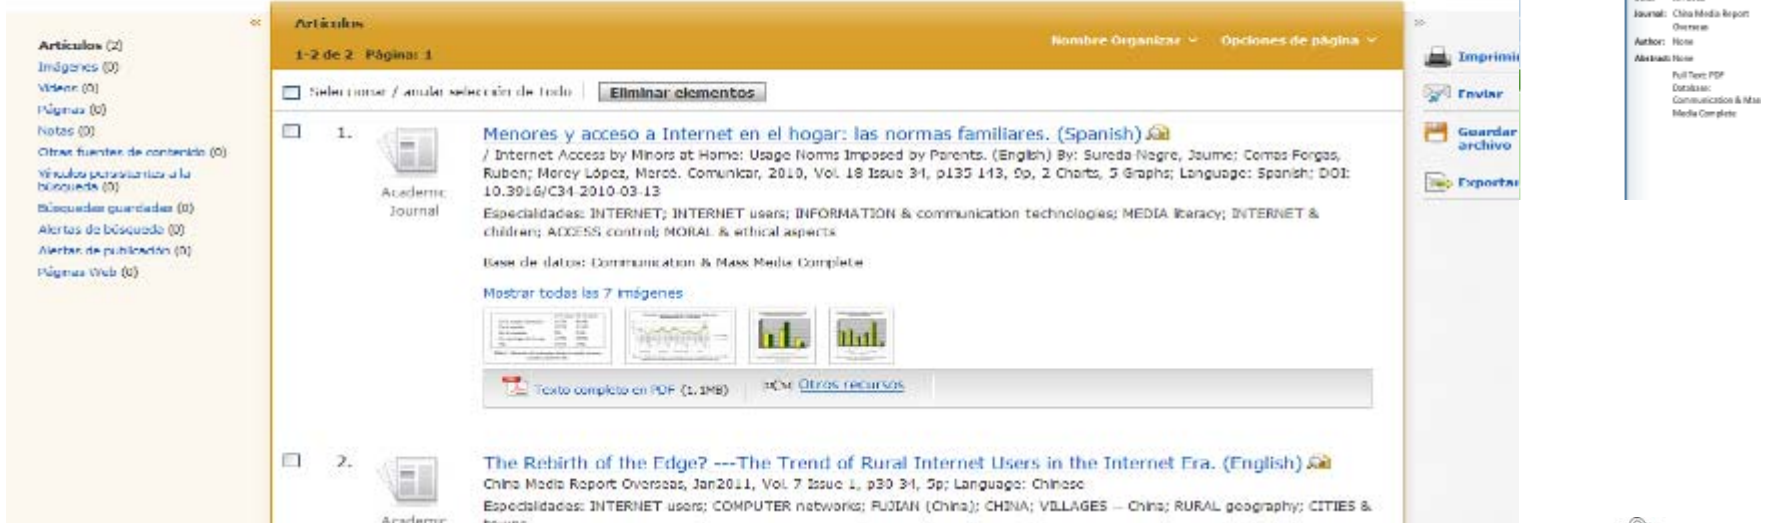 Artículos (2)
Imágenes (0)
Videos (0)
Páginas (0)
Notas (0)
Otras fuentes de contenido (0)
Vínculos persistentes a la
búsqueda (0)
Búsquedas guardadas (0)
Alertas de búsqueda (0)
Alertas de publicación (0)
Páginas Web (0)
Artículos
1-2 de 2 Página: 1
Nombre Organizar
Opciones de página
Seleccionar / anular selección de todo
Eliminar elementos
1.
Academic
Journal
Menores y acceso a Internet en el hogar: las normas familiares. (Spanish)
/ Internet Access by Minors at Home: Usage Norms Imposed by Parents. (English) By: Sureda-Negre, Jaume; Comas-Forgas,
Ruben; Morey López, Mercé. Comunicar, 2010, Vol. 18 Issue 34, p135-143, 9p, 2 Charts, 5 Graphs; Language: Spanish; DOI:
10.3916/C34-2010-03-13
Especialidades: INTERNET; INTERNET users; INFORMATION & communication technologies; MEDIA literacy; INTERNET &
children; ACCESS control; MORAL & ethical aspects
Base de datos: Communication & Mass Media Complete
Mostrar todas las 7 imágenes
Texto completo en PDF (1.1MB)
Otros recursos
2.
Academic
The Rebirth of the Edge? ---The Trend of Rural Internet Users in the Internet Era. (English)
China Media Report Overseas, Jan2011, Vol. 7 Issue 1, p30-34, 5p; Language: Chinese
Especialidades: INTERNET users; COMPUTER networks; FUJIAN (China); CHINA; VILLAGES -- China; RURAL geography; CITIES &
Imprimir
Enviar
Guardar
archivo
Exportar
Journal: China Media Report
Overseas
Author: None
Abstract: None
Full Text: PDF
Database:
Communication & Mas
Media Complete